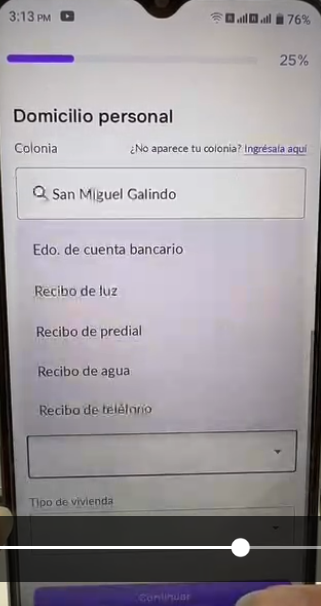 3:13 PM 76%
25%
Domicilio personal
Colonia ¿No aparece tu colonia? Ingrésala aquí
San Miguel Galindo
Edo. de cuenta bancario
Recibo de luz
Recibo de predial
Recibo de agua
Recibo de teléfono
Tipo de vivienda
Continuar